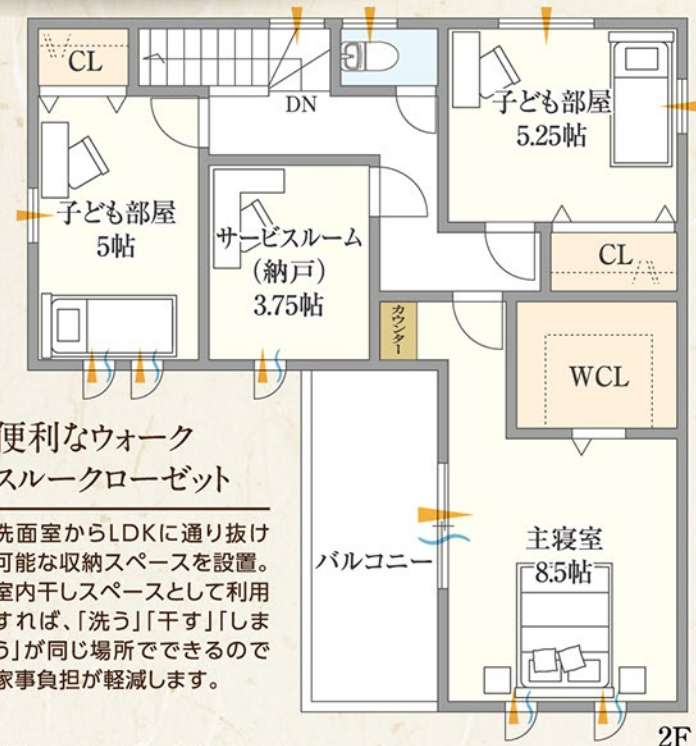 CL
DN
子ども部屋
5.25帖
子ども部屋
5帖
サービスルーム
(納戸)
3.75帖
CL
カウンター
WCL
便利なウォーク
スルークローゼット
洗面室からLDKに通り抜け
可能な収納スペースを設置。
室内干しスペースとして利用
すれば、「洗う」「干す」「しま
う」が同じ場所でできるので
家事負担が軽減します。
バルコニー
主寝室
8.5帖
2F